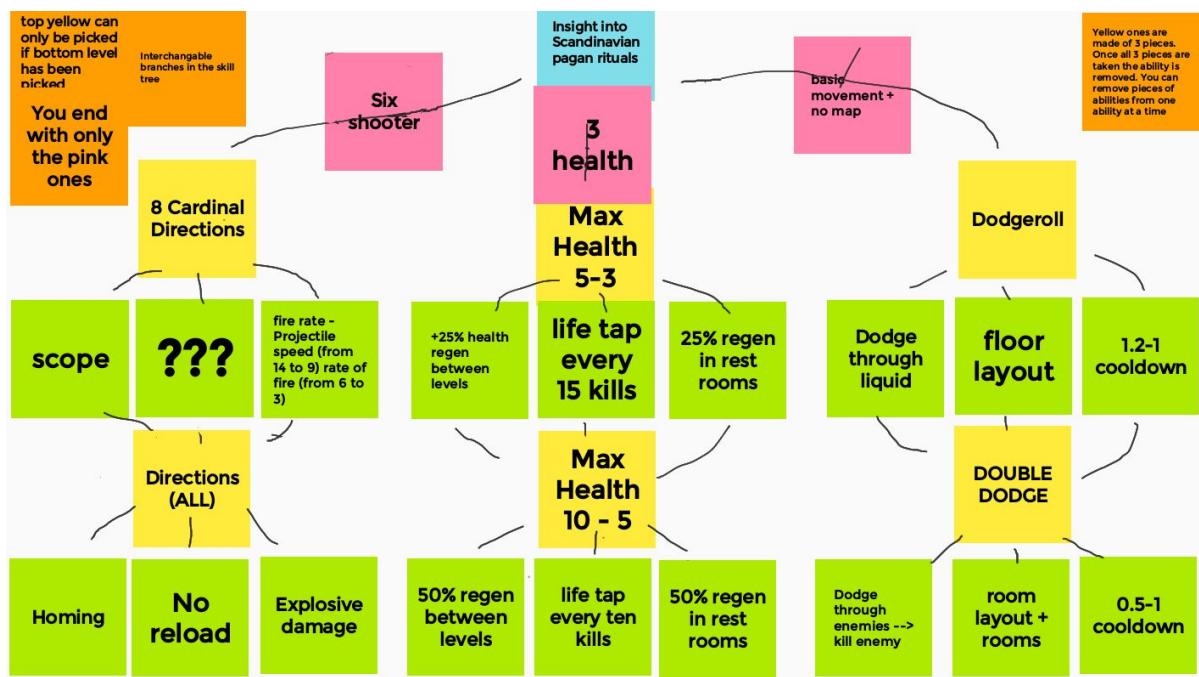 top yellow can
only be picked
if bottom level
has been
picked
Interchangable
branches in the skill
tree
You end
with only
the pink
ones
Six
shooter
Insight into
Scandinavian
pagan rituals
3
health
basic
movement +
no map
Yellow ones are
made of 3 pieces.
Once all 3 pieces are
taken the ability is
removed. You can
remove pieces of
abilities from one
ability at a time
8 Cardinal
Directions
Max
Health
5-3
Dodgeroll
scope
???
fire rate -
Projectile
speed (from
14 to 9) rate of
fire (from 6 to
3)
+25% health
regen
between
levels
life tap
every
15 kills
25% regen
in rest
rooms
Dodge
through
liquid
floor
layout
1.2-1
cooldown
Directions
(ALL)
Max
Health
10 - 5
DOUBLE
DODGE
Homing
No
reload
Explosive
damage
50% regen
between
levels
life tap
every ten
kills
50% regen
in rest
rooms
Dodge
through
enemies -->
kill enemy
room
layout +
rooms
0.5-1
cooldown